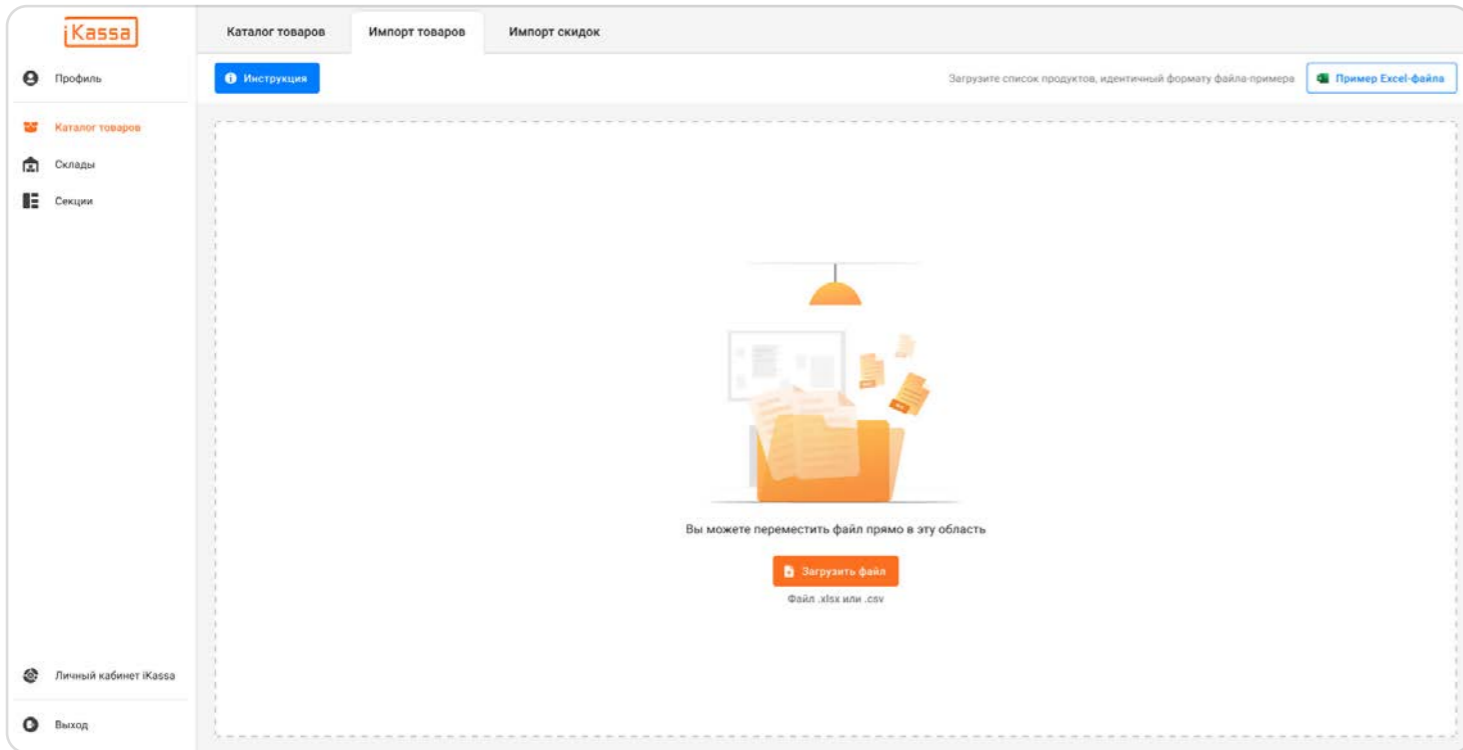 iKassa
Каталог товаров
Импорт товаров
Импорт скидок
Профиль
Инструкция
Загрузите список продуктов, идентичный формату файла-примера
Пример Excel-файла
Каталог товаров
Склады
Секции
Вы можете переместить файл прямо в эту область
Загрузить файл
Файл .xlsx или .csv
Личный кабинет iKassa
Выход